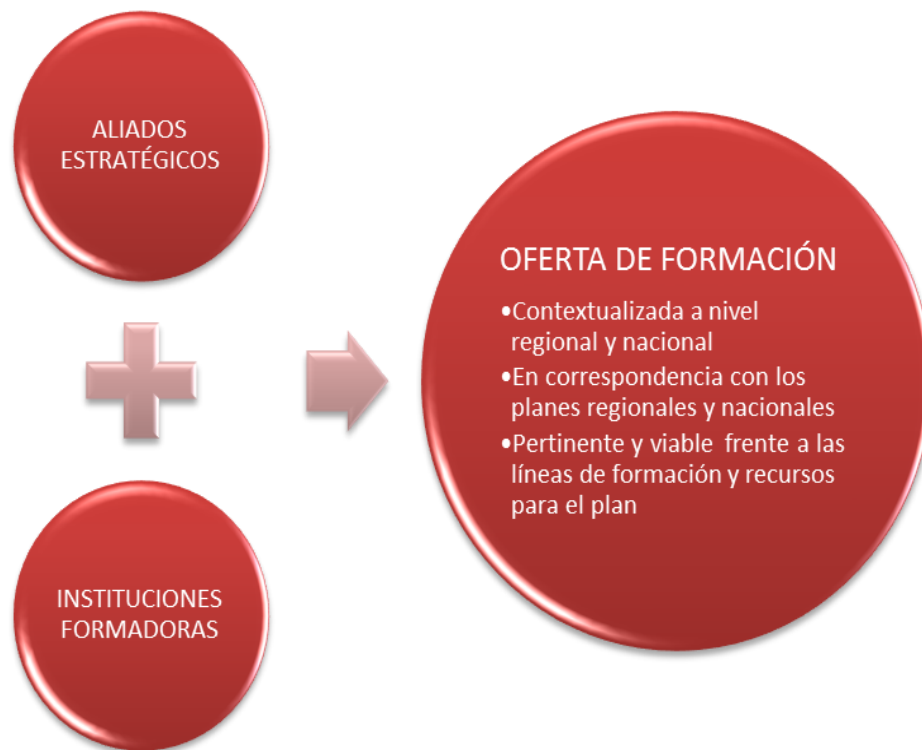 ALIADOS
ESTRATÉGICOS
INSTITUCIONES
FORMADORAS
OFERTA DE FORMACIÓN
•Contextualizada a nivel
regional y nacional
•En correspondencia con los
planes regionales y nacionales
•Pertinente y viable frente a las
líneas de formación y recursos
para el plan